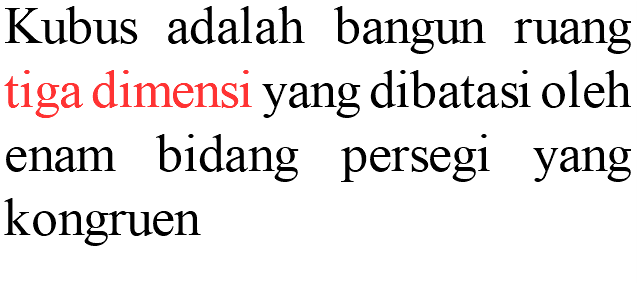 Kubus adalah bangun ruang
tiga dimensi yang dibatasi oleh
enam bidang persegi yang
kongruen